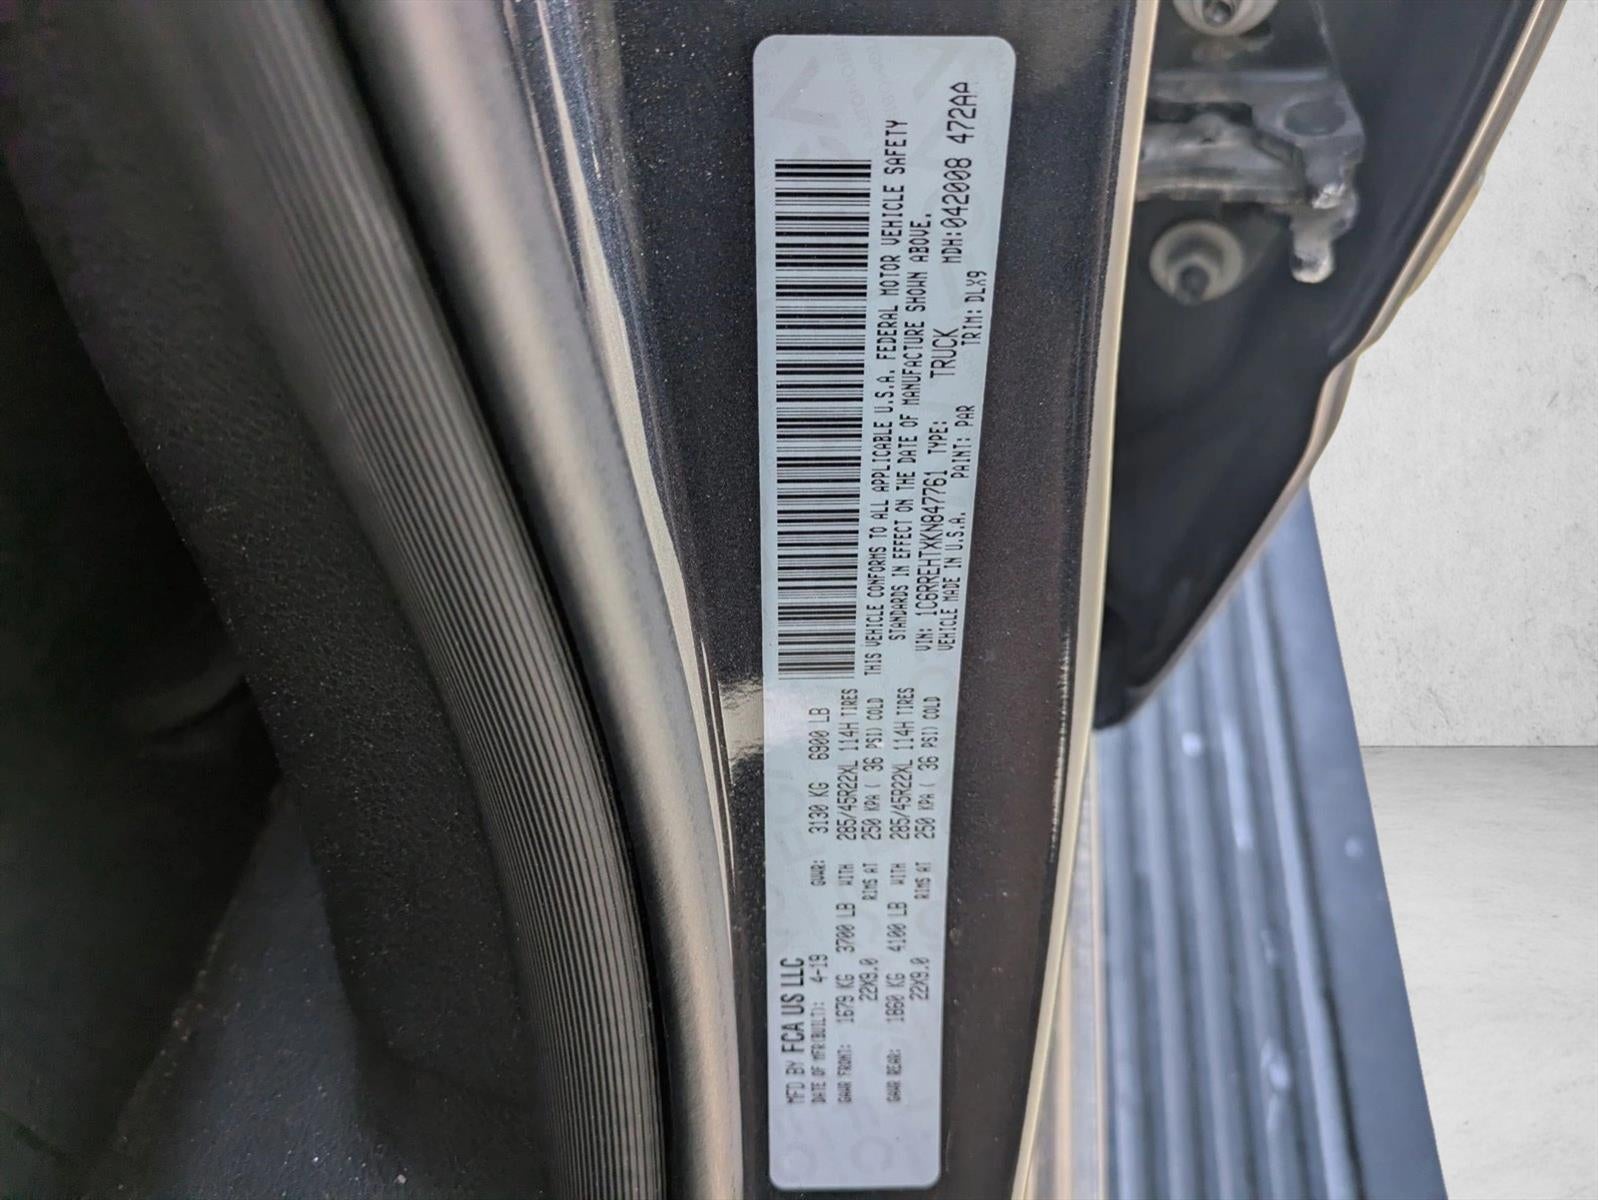 MFD BY FCA US LLC
DATE OF MFR(BUILT): 4-19 GVWR: 3130 KG 6900 LB
GAWR FRONT: 1679 KG 3700 LB WITH 285/45R22XL 114H TIRES
22X9.0 RIMS AT 250 KPA ( 36 PSI) COLD
GAWR REAR: 1860 KG 4100 LB WITH 285/45R22XL 114H TIRES
22X9.0 RIMS AT 250 KPA ( 36 PSI) COLD
THIS VEHICLE CONFORMS TO ALL APPLICABLE U.S.A. FEDERAL MOTOR VEHICLE SAFETY
STANDARDS IN EFFECT ON THE DATE OF MANUFACTURE SHOWN ABOVE.
VIN: 1C6RREHTXKN847761 TYPE: TRUCK MDH:042008 472AA
VEHICLE MADE IN U.S.A. PAINT: PAR TRIM: DLX9